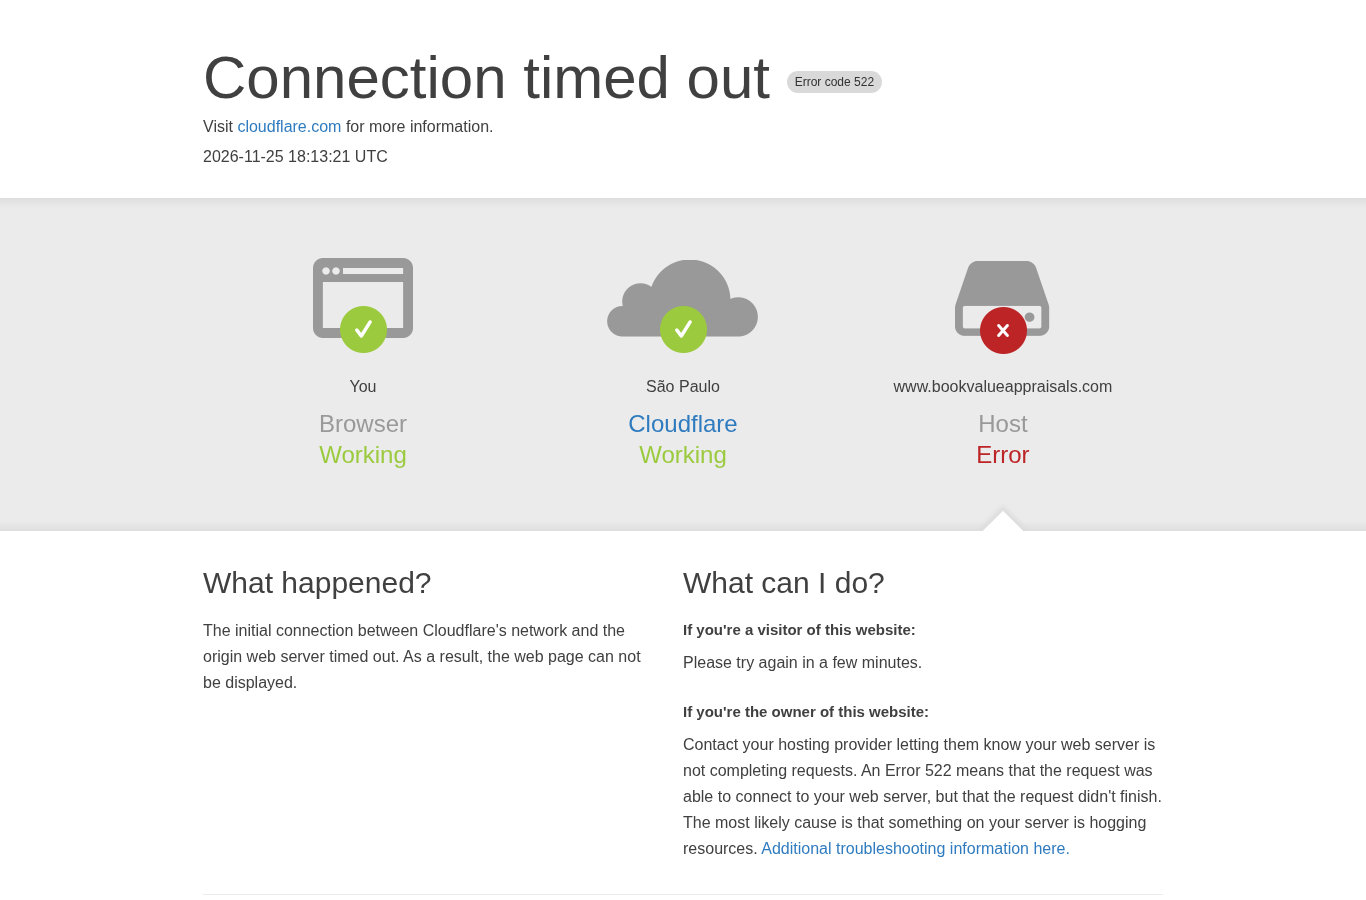 Connection timed out Error code 522
Visit cloudflare.com for more information.
2026-11-25 18:13:21 UTC
You
Browser
Working
São Paulo
Cloudflare
Working
www.bookvalueappraisals.com
Host
Error
What happened?
The initial connection between Cloudflare's network and the
origin web server timed out. As a result, the web page can not
be displayed.
What can I do?
If you're a visitor of this website:
Please try again in a few minutes.
If you're the owner of this website:
Contact your hosting provider letting them know your web server is
not completing requests. An Error 522 means that the request was
able to connect to your web server, but that the request didn't finish.
The most likely cause is that something on your server is hogging
resources. Additional troubleshooting information here.